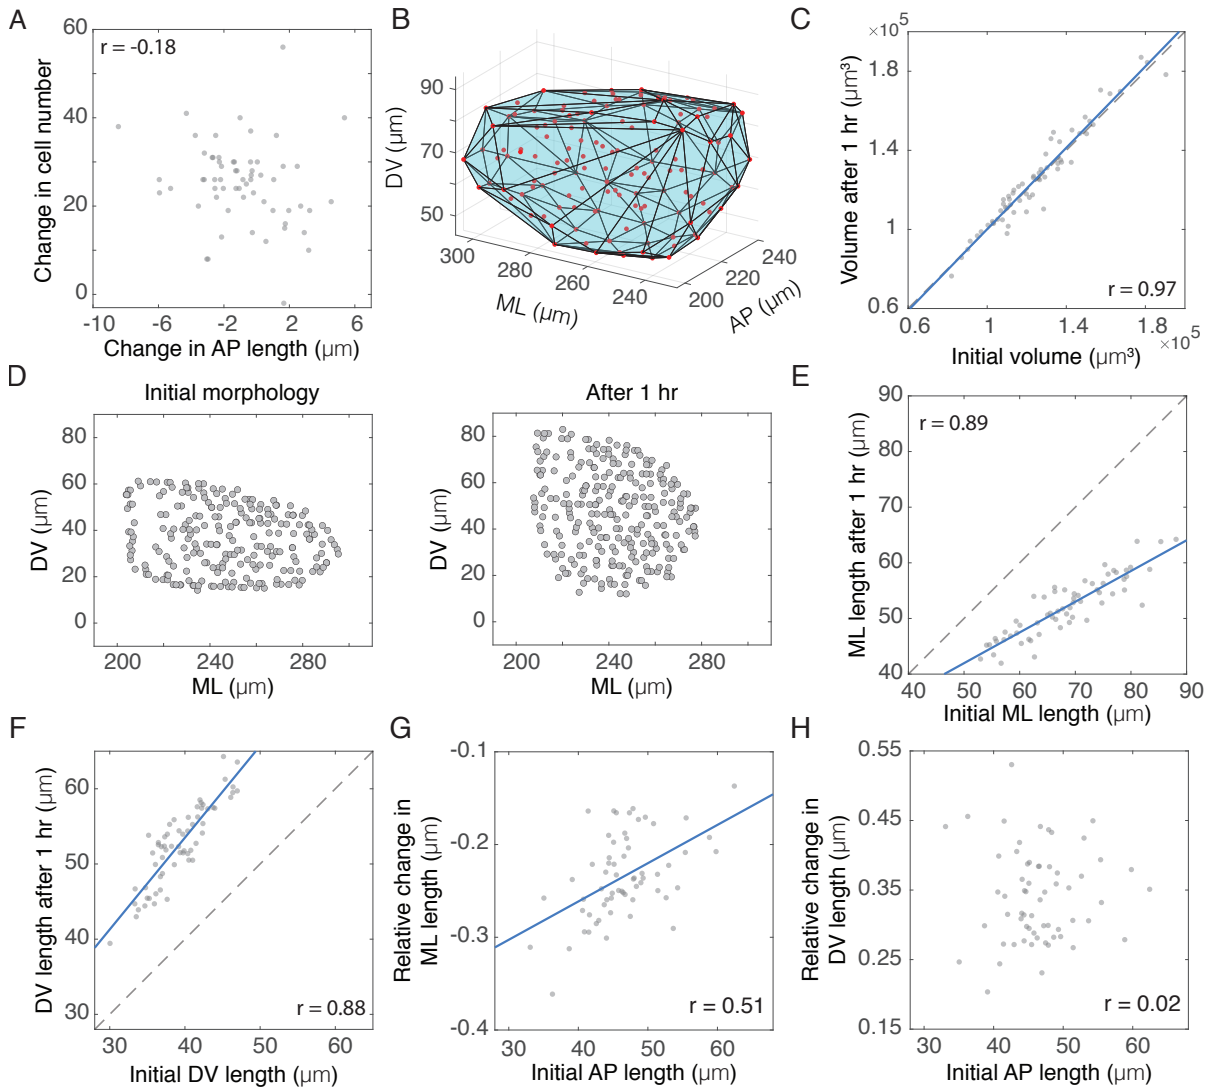 A
r = -0.18
60
40
20
0
-10
-6
-2
2
6
Change in cell number
Change in AP length (µm)
B
90
70
50
DV (µm)
300
280
260
240
ML (µm)
200
220
240
AP (µm)
C
×10⁵
1.8
1.4
1
0.6
Volume after 1 hr (µm³)
r = 0.97
0.6
1
1.4
×10⁵
Initial volume (µm³)
D
Initial morphology
80
60
40
20
0
DV (µm)
200
240
280
ML (µm)
After 1 hr
80
60
40
20
0
DV (µm)
200
240
280
ML (µm)
E
r = 0.89
90
80
70
60
50
40
ML length after 1 hr (µm)
40
50
60
70
80
90
Initial ML length (µm)
F
60
50
40
30
DV length after 1 hr (µm)
r = 0.88
30
40
50
60
Initial DV length (µm)
G
-0.1
-0.2
-0.3
-0.4
Relative change in
ML length (µm)
r = 0.51
30
40
50
60
Initial AP length (µm)
H
0.55
0.45
0.35
0.25
0.15
Relative change in
DV length (µm)
r = 0.02
30
40
50
60
Initial AP length (µm)